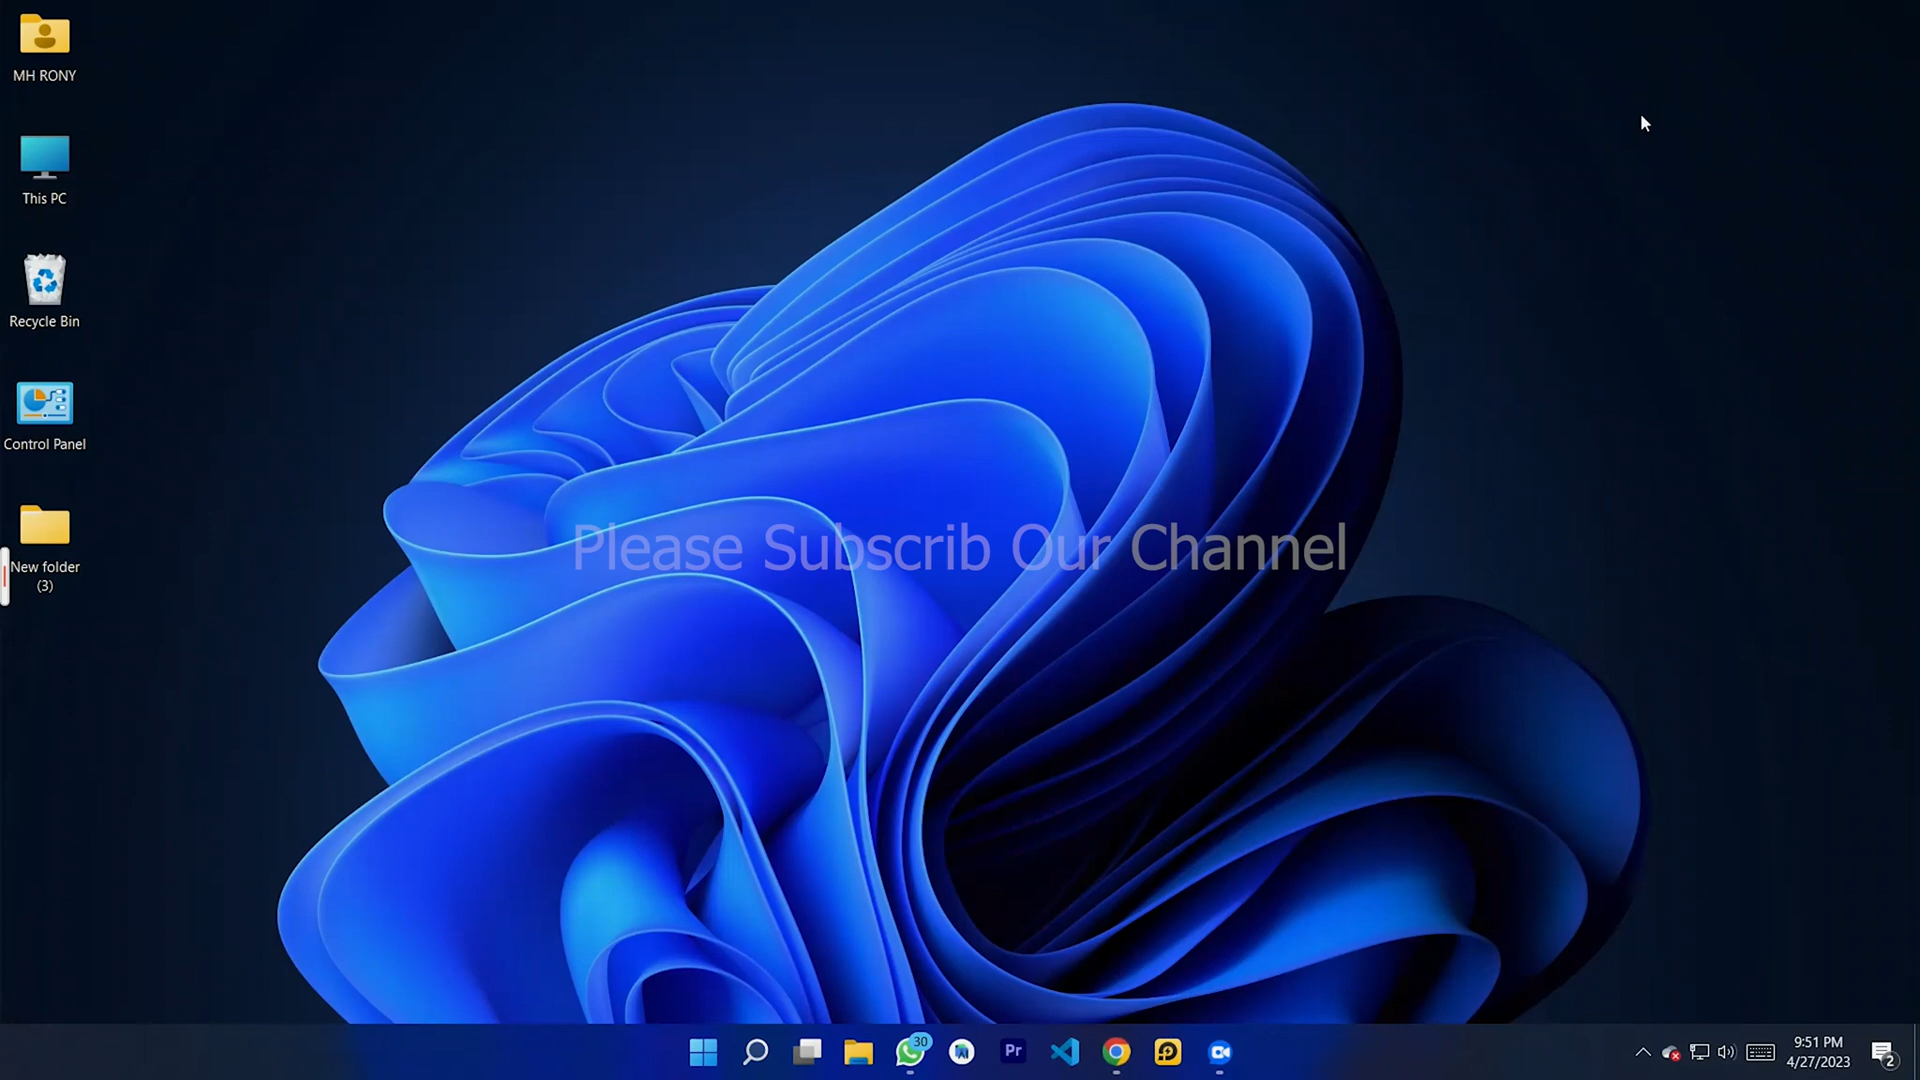 MH RONY
This PC
Recycle Bin
Control Panel
New folder
(3)
Please Subscrib Our Channel
30
Pr
9:51 PM
4/27/2023
2